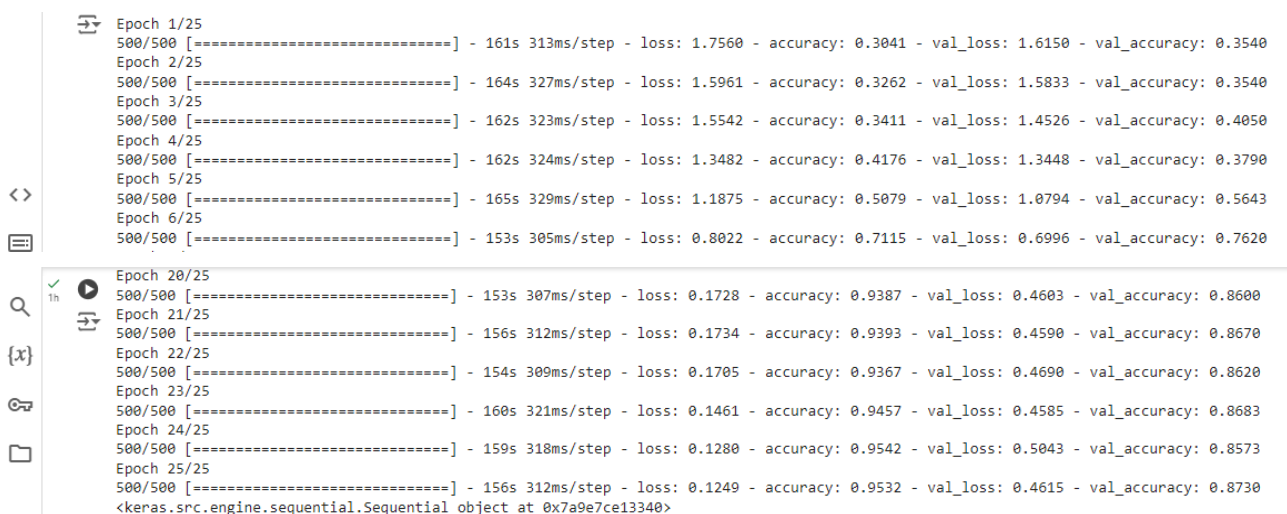 Epoch 1/25
500/500 [==============================] - 161s 313ms/step - loss: 1.7560 - accuracy: 0.3041 - val_loss: 1.6150 - val_accuracy: 0.3540
Epoch 2/25
500/500 [==============================] - 164s 327ms/step - loss: 1.5961 - accuracy: 0.3262 - val_loss: 1.5833 - val_accuracy: 0.3540
Epoch 3/25
500/500 [==============================] - 162s 323ms/step - loss: 1.5542 - accuracy: 0.3411 - val_loss: 1.4526 - val_accuracy: 0.4050
Epoch 4/25
500/500 [==============================] - 162s 324ms/step - loss: 1.3482 - accuracy: 0.4176 - val_loss: 1.3448 - val_accuracy: 0.3790
Epoch 5/25
500/500 [==============================] - 165s 329ms/step - loss: 1.1875 - accuracy: 0.5079 - val_loss: 1.0794 - val_accuracy: 0.5643
Epoch 6/25
500/500 [==============================] - 153s 305ms/step - loss: 0.8022 - accuracy: 0.7115 - val_loss: 0.6996 - val_accuracy: 0.7620
1h
{x}
Epoch 20/25
500/500 [==============================] - 153s 307ms/step - loss: 0.1728 - accuracy: 0.9387 - val_loss: 0.4603 - val_accuracy: 0.8600
Epoch 21/25
500/500 [==============================] - 156s 312ms/step - loss: 0.1734 - accuracy: 0.9393 - val_loss: 0.4590 - val_accuracy: 0.8670
Epoch 22/25
500/500 [==============================] - 154s 309ms/step - loss: 0.1705 - accuracy: 0.9367 - val_loss: 0.4690 - val_accuracy: 0.8620
Epoch 23/25
500/500 [==============================] - 160s 321ms/step - loss: 0.1461 - accuracy: 0.9457 - val_loss: 0.4585 - val_accuracy: 0.8683
Epoch 24/25
500/500 [==============================] - 159s 318ms/step - loss: 0.1280 - accuracy: 0.9542 - val_loss: 0.5043 - val_accuracy: 0.8573
Epoch 25/25
500/500 [==============================] - 156s 312ms/step - loss: 0.1249 - accuracy: 0.9532 - val_loss: 0.4615 - val_accuracy: 0.8730
<keras.src.engine.sequential.Sequential object at 0x7a9e7ce13340>